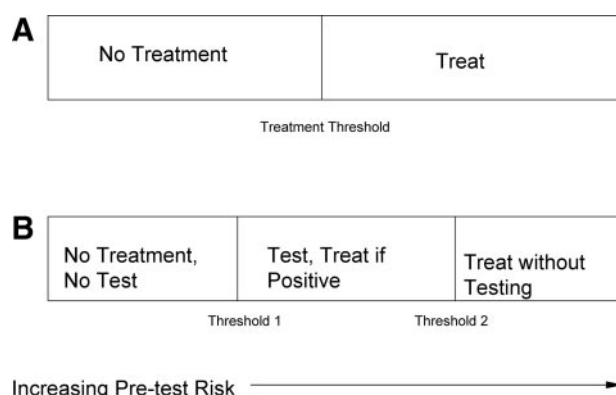 A
No Treatment
Treat
Treatment Threshold
B
No Treatment,
No Test
Test, Treat if
Positive
Treat without
Testing
Threshold 1
Threshold 2
Increasing Pre-test Risk